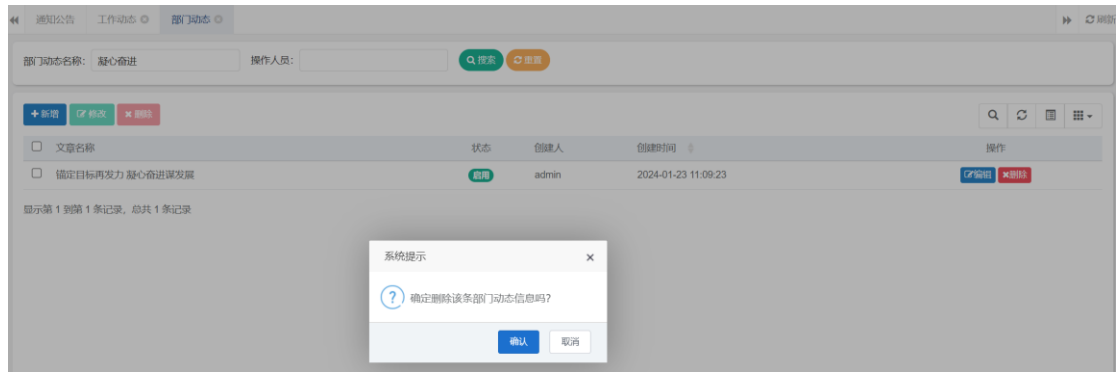 通知公告 工作动态 部门动态 刷新
部门动态名称: 凝心奋进 操作人员: 搜索 重置
新增 修改 删除
文章名称 状态 创建人 创建时间 操作
锚定目标再发力 凝心奋进谋发展 启用 admin 2024-01-23 11:09:23 编辑 删除
显示第 1 到第 1 条记录，总共 1 条记录
系统提示
确定删除该条部门动态信息吗?
确认 取消